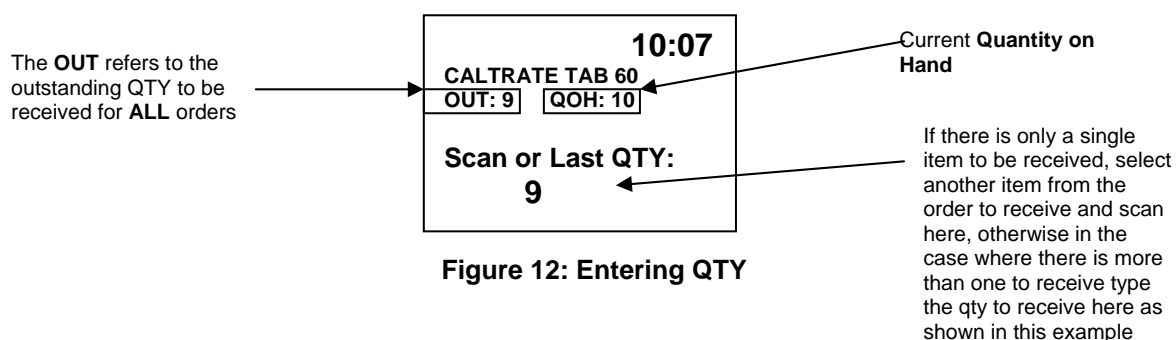 The OUT refers to the
outstanding QTY to be
received for ALL orders
10:07
CALTRATE TAB 60
OUT: 9 QOH: 10
Scan or Last QTY:
9
Current Quantity on
Hand
If there is only a single
item to be received, select
another item from the
order to receive and scan
here, otherwise in the
case where there is more
than one to receive type
the qty to receive here as
shown in this example
Figure 12: Entering QTY